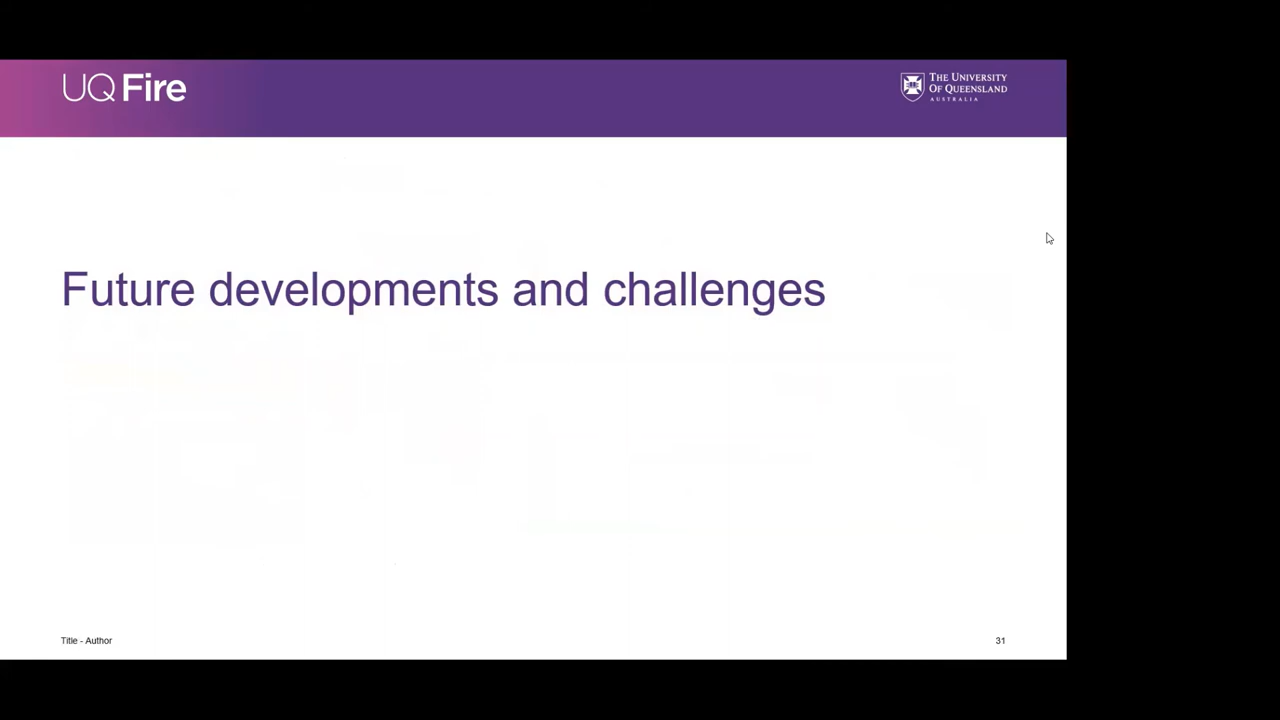 UQ Fire
THE UNIVERSITY
OF QUEENSLAND
AUSTRALIA
Future developments and challenges
Title - Author
31